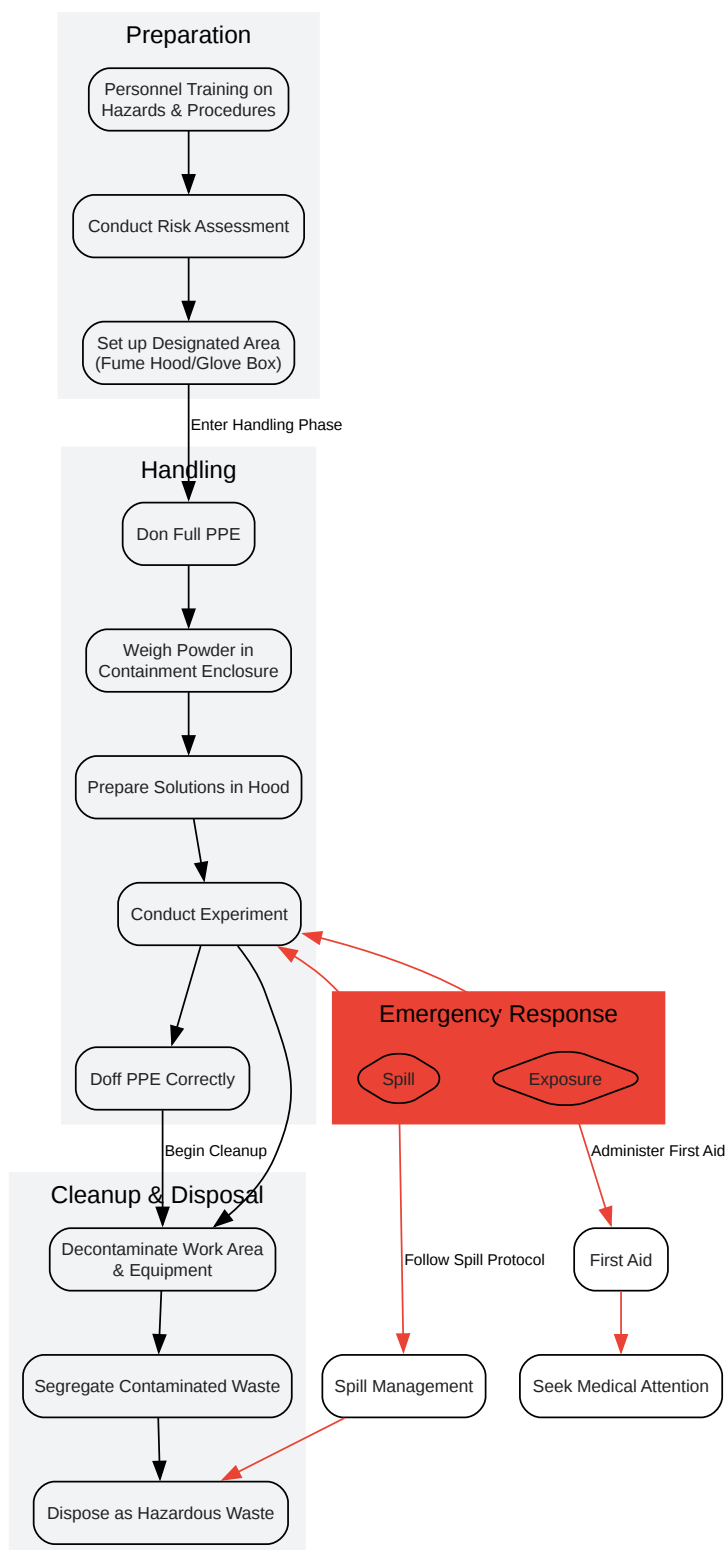 Preparation
Personnel Training on
Hazards & Procedures
Conduct Risk Assessment
Set up Designated Area
(Fume Hood/Glove Box)
Enter Handling Phase
Handling
Don Full PPE
Weigh Powder in
Containment Enclosure
Prepare Solutions in Hood
Conduct Experiment
Emergency Response
Spill
Exposure
Doff PPE Correctly
Begin Cleanup
Administer First Aid
Cleanup & Disposal
Decontaminate Work Area
& Equipment
Follow Spill Protocol
First Aid
Segregate Contaminated Waste
Spill Management
Seek Medical Attention
Dispose as Hazardous Waste